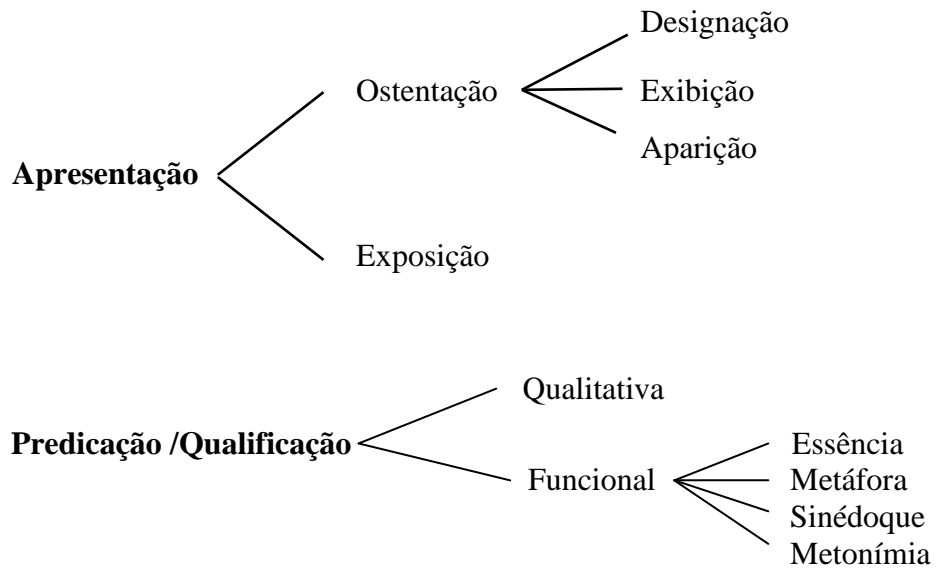 Designação
Ostentação
Exibição
Aparição
Apresentação
Exposição
Qualitativa
Predicação /Qualificação
Essência
Funcional
Metáfora
Sinédoque
Metonímia